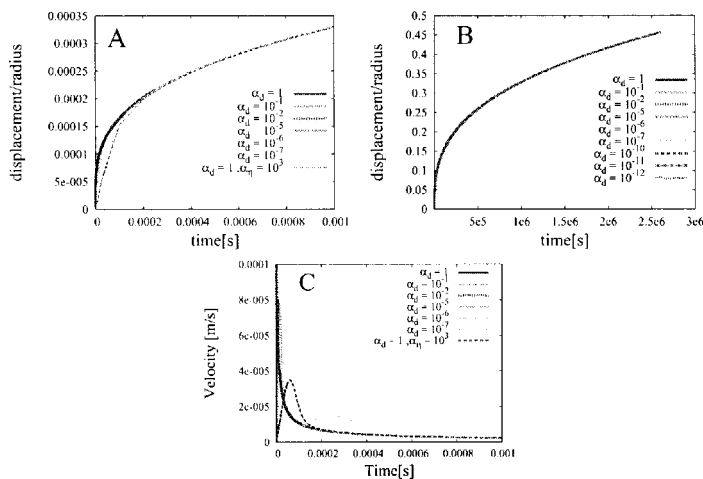 A
0.00035
0.0003
0.00025
0.0002
0.00015
0.0001
5e-005
0
displacement/radius
α_d = 1
α_d = 10^-1
α_d = 10^-2
α_d = 10^-5
α_d = 10^-6
α_d = 10^-7
α_d = 1 ,α_η = 10^3
0 0.0002 0.0004 0.0006 0.0008 0.001
time[s]
B
0.5
0.45
0.4
0.35
0.3
0.25
0.2
0.15
0.1
0.05
0
displacement/radius
α_d = 1
α_d = 10^-1
α_d = 10^-2
α_d = 10^-5
α_d = 10^-6
α_d = 10^-7
α_d = 10^-10
α_d = 10^-11
α_d = 10^-12
5e5 1e6 1.5e6 2e6 2.5e6 3e6
time[s]
C
0.0001
8e-005
6e-005
4e-005
2e-005
0
Velocity [m/s]
α_d = 1
α_d = 10^-1
α_d = 10^-2
α_d = 10^-5
α_d = 10^-6
α_d = 10^-7
α_d = 1 ,α_η = 10^3
0 0.0002 0.0004 0.0006 0.0008 0.001
Time[s]